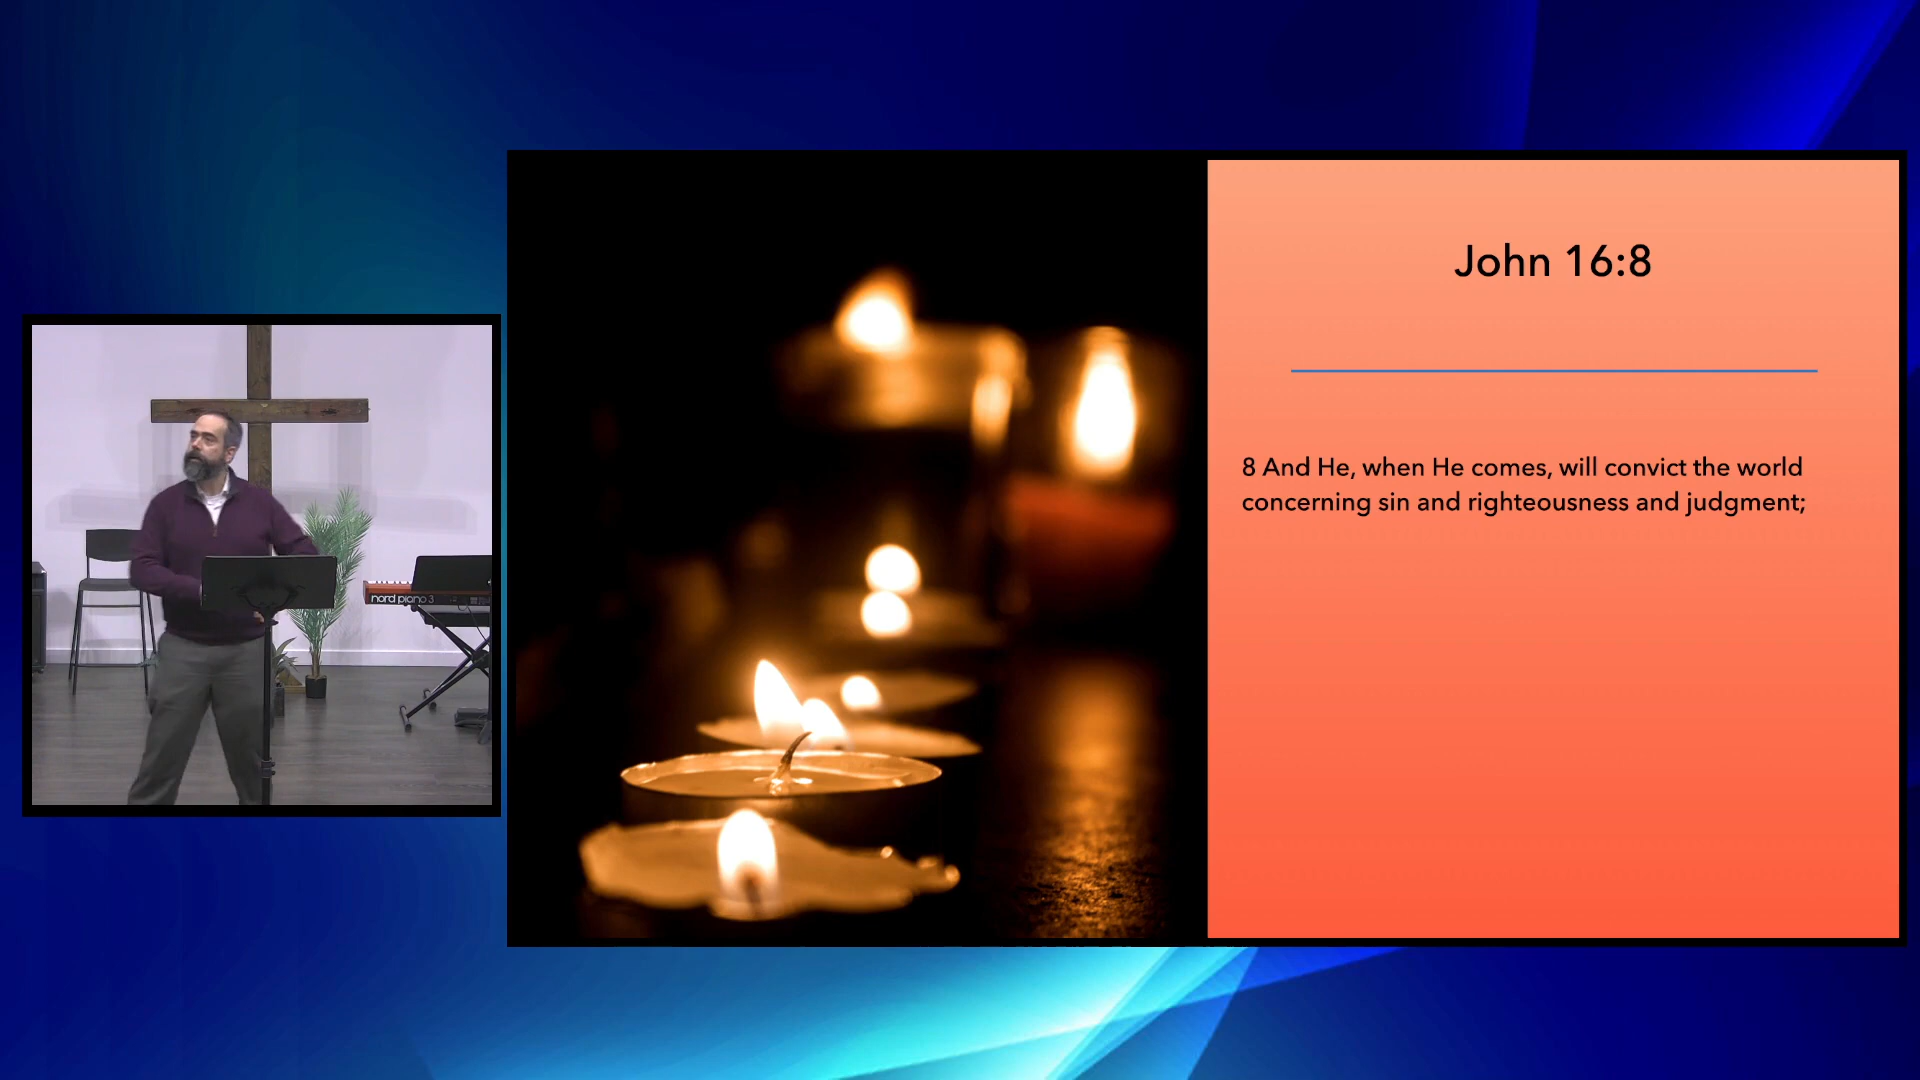 John 16:8
8 And He, when He comes, will convict the world
concerning sin and righteousness and judgment;
nord piano 3